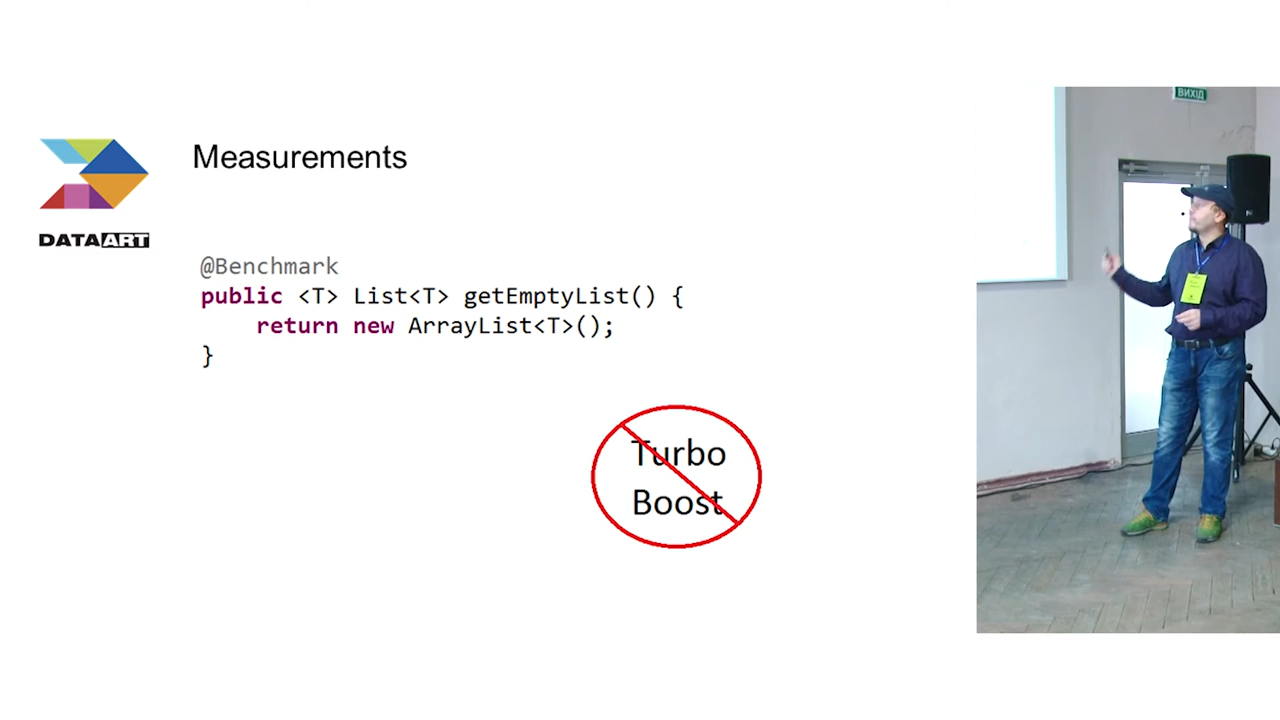 Measurements
DATAART
@Benchmark
public <T> List<T> getEmptyList() {
    return new ArrayList<T>();
}
Turbo
Boost
ВИХІД